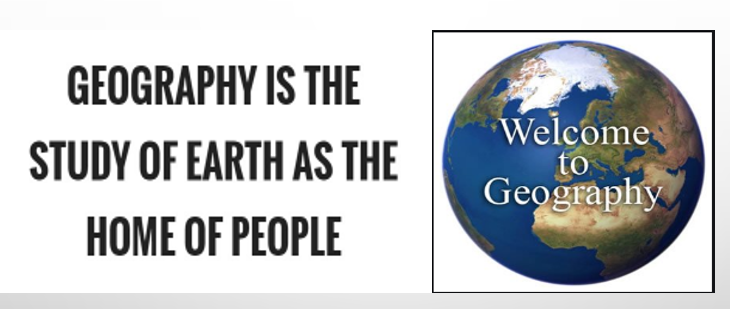 GEOGRAPHY IS THE
STUDY OF EARTH AS THE
HOME OF PEOPLE
Welcome
to
Geography